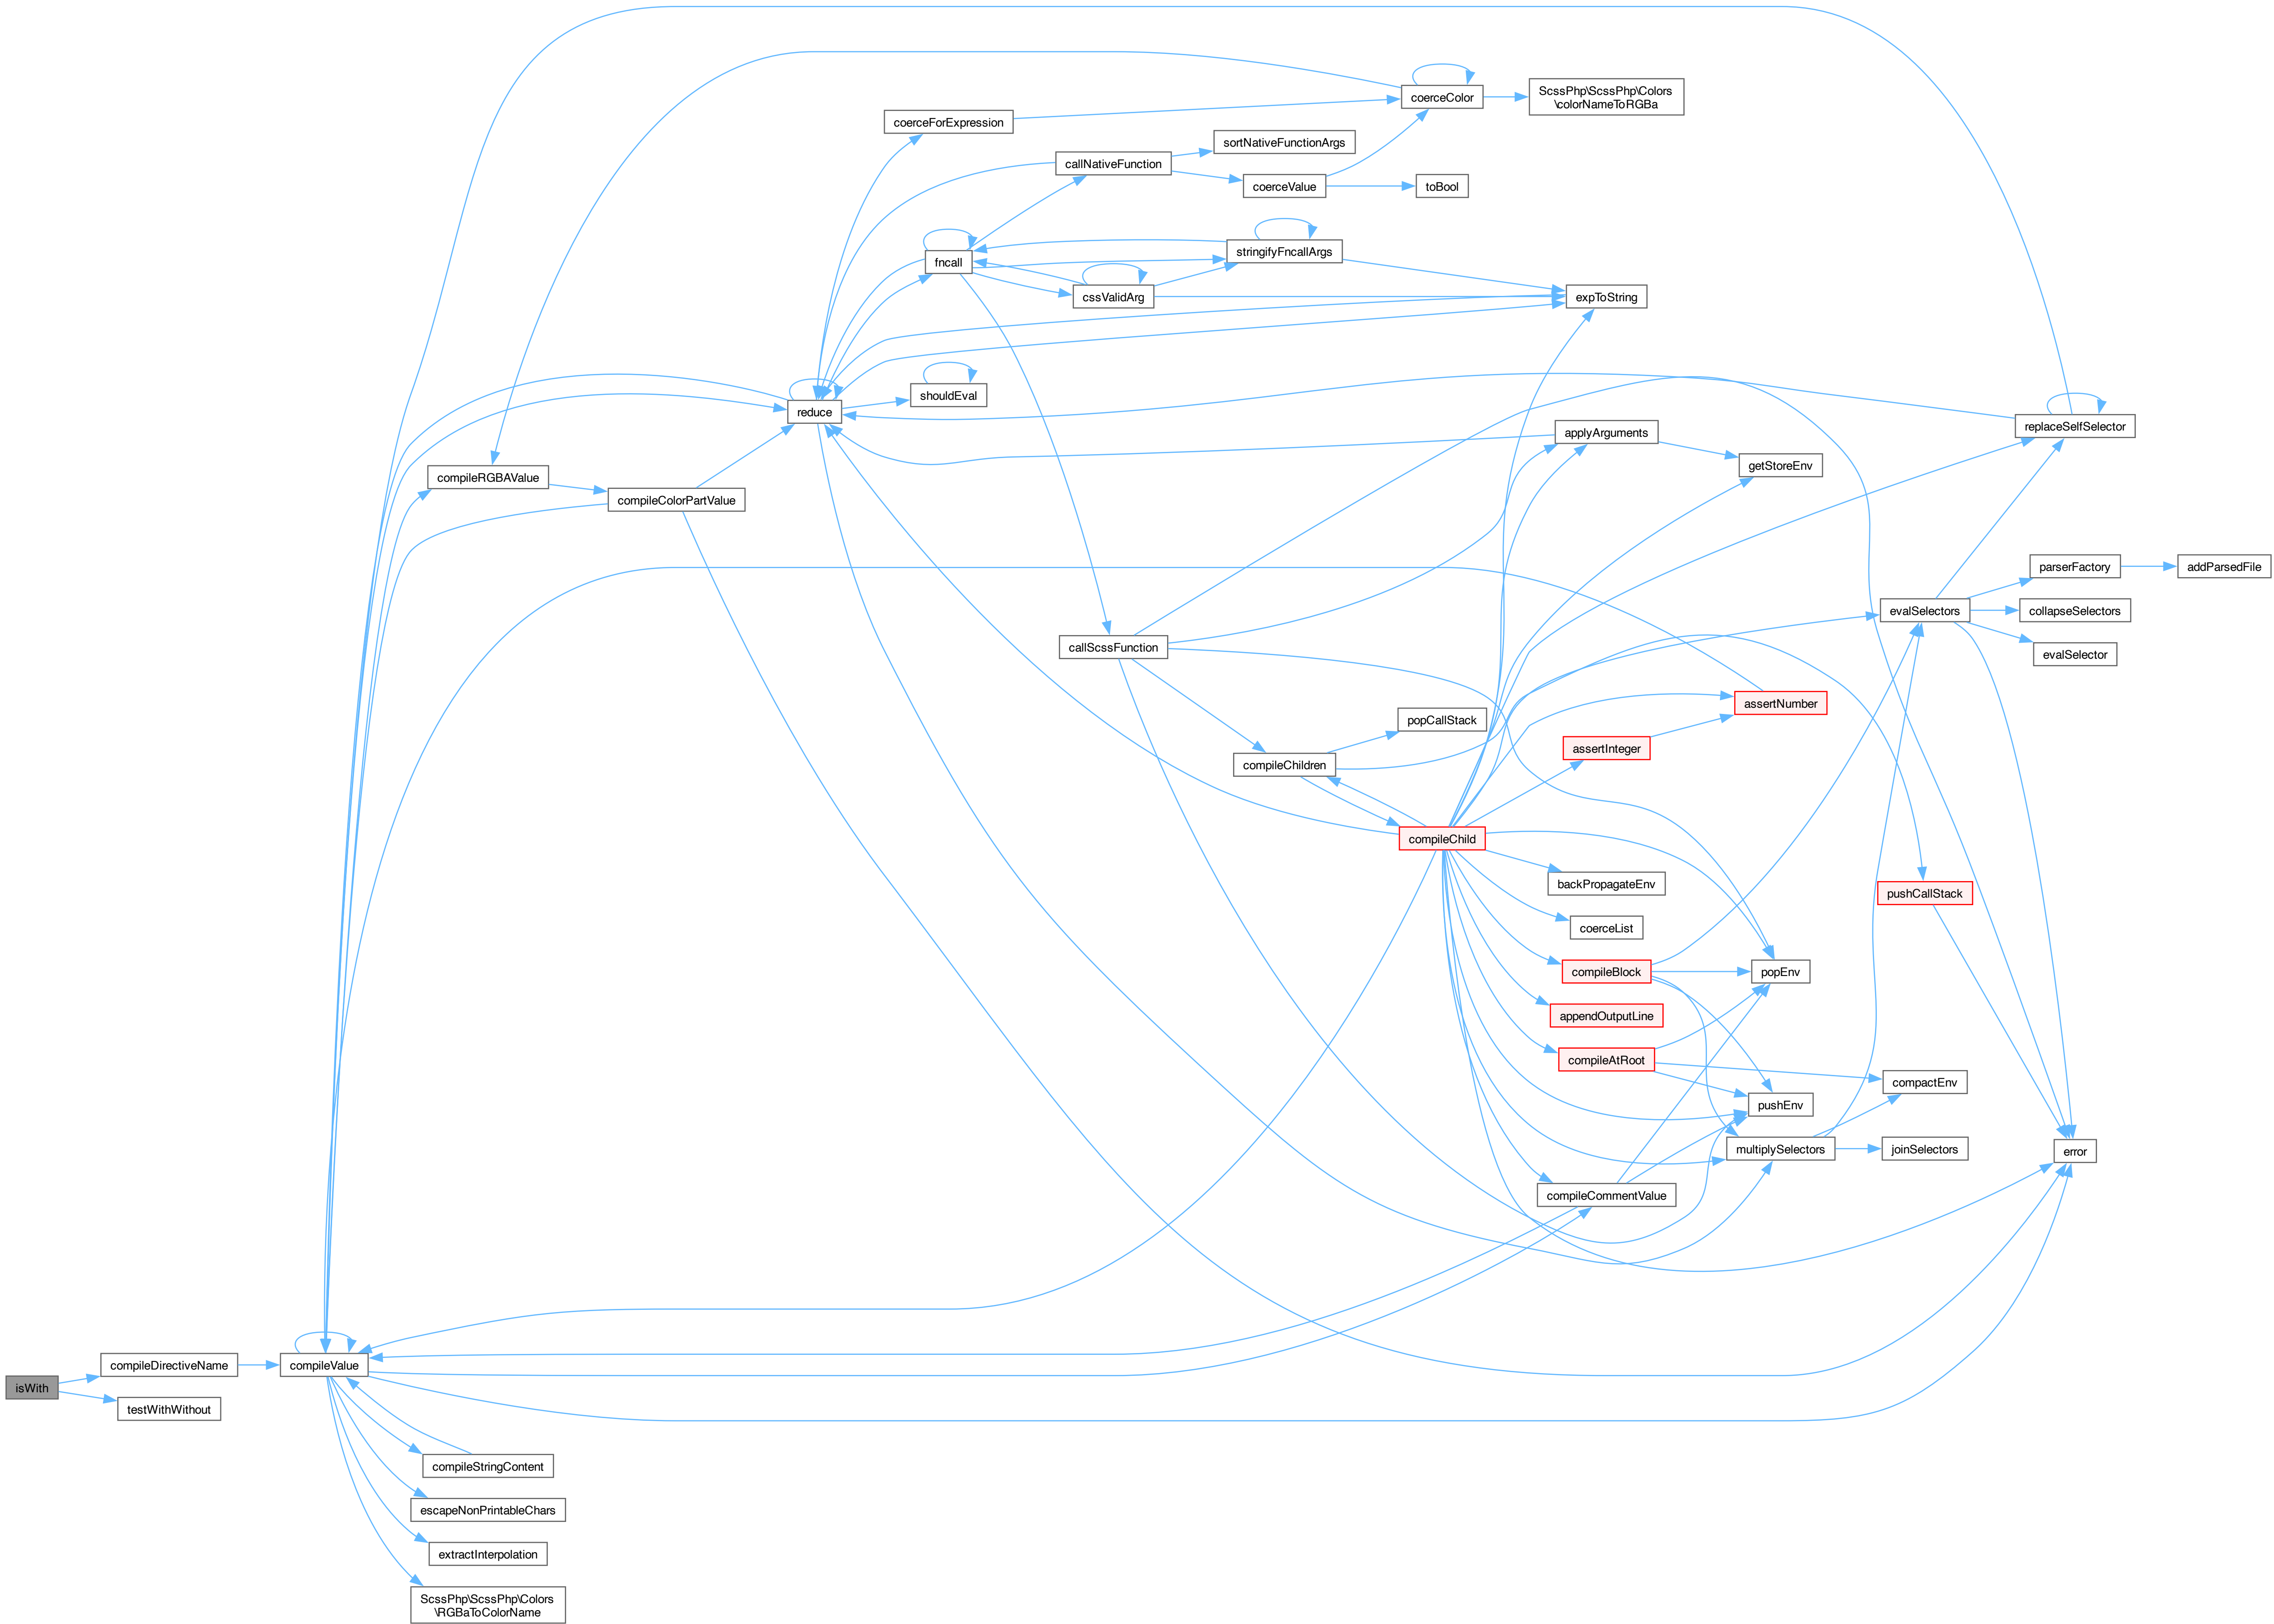 coerceColor
ScssPhp\ScssPhp\Colors
\colorNameToRGBa
coerceForExpression
sortNativeFunctionArgs
callNativeFunction
coerceValue
toBool
stringifyFncallArgs
fncall
cssValidArg
expToString
shouldEval
reduce
replaceSelfSelector
applyArguments
getStoreEnv
compileRGBAValue
compileColorPartValue
parserFactory
addParsedFile
evalSelectors
collapseSelectors
callScssFunction
evalSelector
assertNumber
popCallStack
assertInteger
compileChildren
compileChild
backPropagateEnv
pushCallStack
coerceList
compileBlock
popEnv
appendOutputLine
compileAtRoot
compactEnv
pushEnv
multiplySelectors
joinSelectors
error
compileCommentValue
compileDirectiveName
compileValue
isWith
testWithWithout
compileStringContent
escapeNonPrintableChars
extractInterpolation
ScssPhp\ScssPhp\Colors
\RGBaToColorName